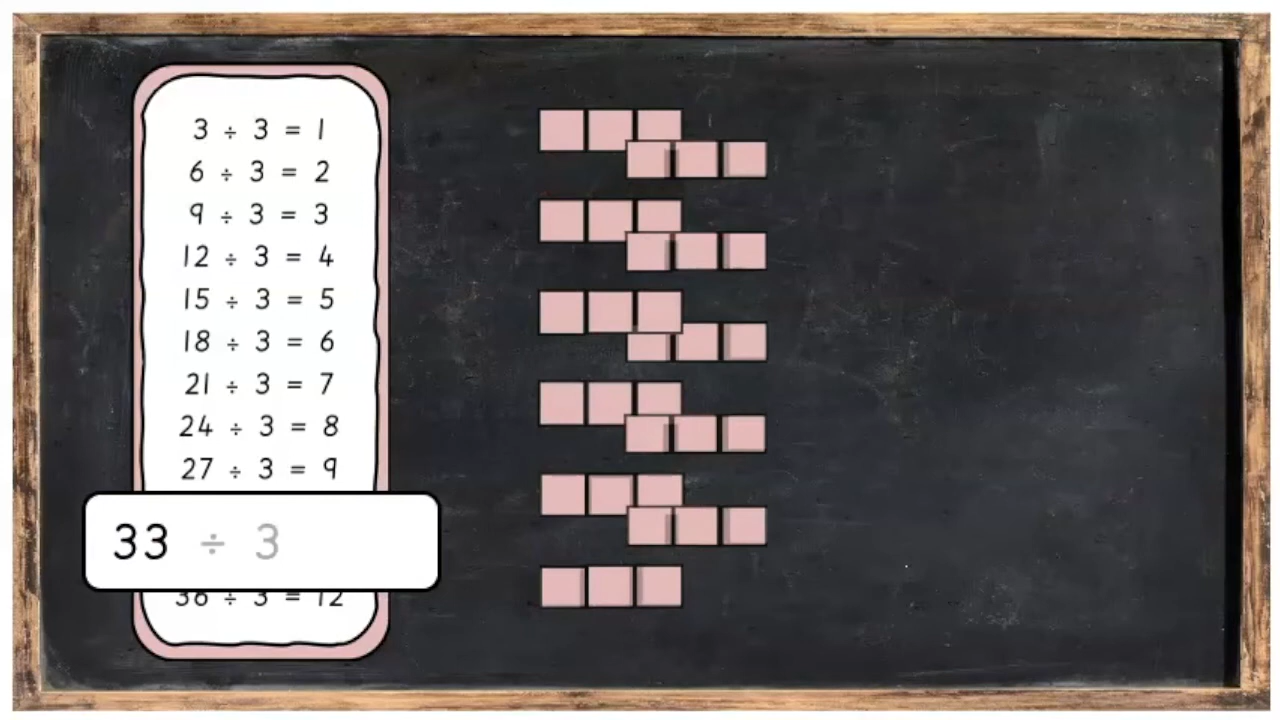 3 ÷ 3 = 1
6 ÷ 3 = 2
9 ÷ 3 = 3
12 ÷ 3 = 4
15 ÷ 3 = 5
18 ÷ 3 = 6
21 ÷ 3 = 7
24 ÷ 3 = 8
27 ÷ 3 = 9
33 ÷ 3
36 ÷ 3 = 12